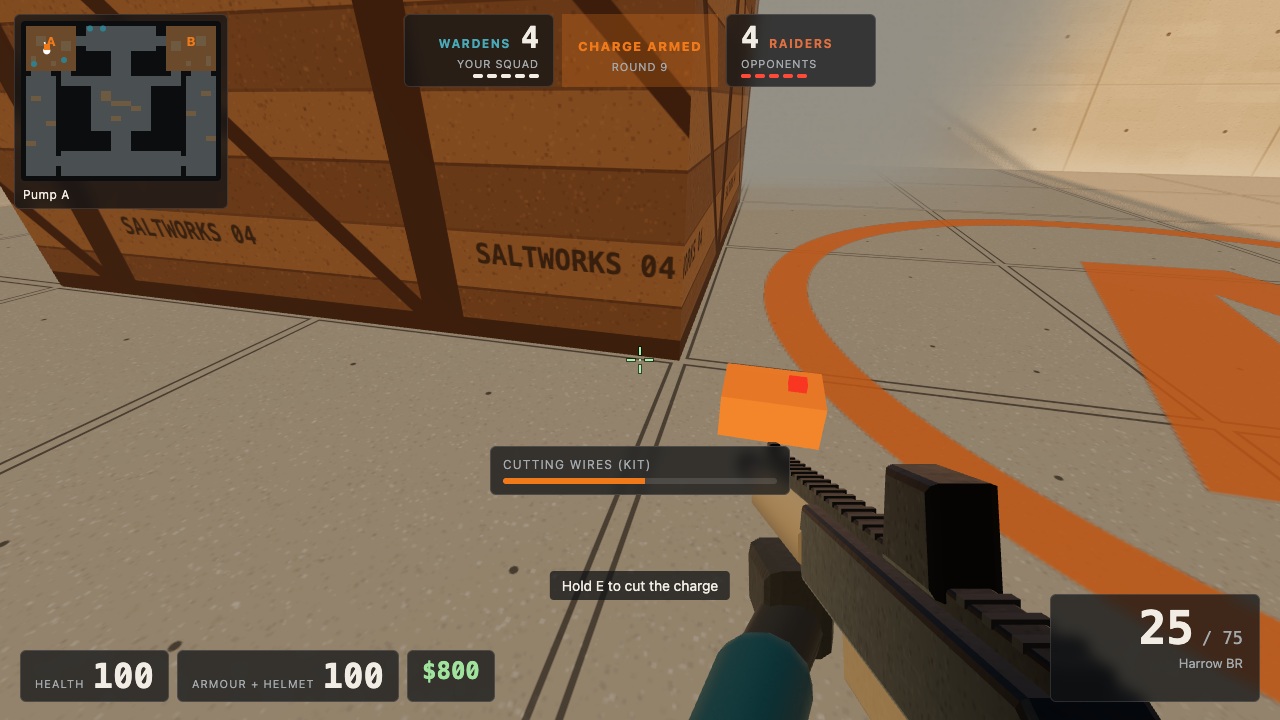 A
B
Pump A
WARDENS 4
YOUR SQUAD
CHARGE ARMED
ROUND 9
4 RAIDERS
OPPONENTS
SALTWORKS 04
SALTWORKS 04
CUTTING WIRES (KIT)
Hold E to cut the charge
HEALTH 100
ARMOUR + HELMET 100
$800
25 / 75
Harrow BR